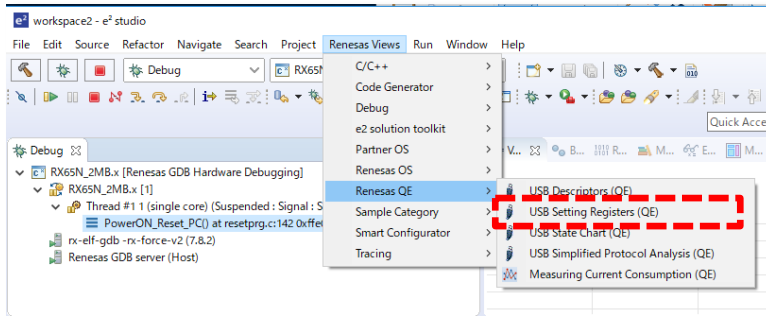 e² workspace2 - e² studio
File Edit Source Refactor Navigate Search Project Renesas Views Run Window Help
Debug
RX65N
Quick Acce
Debug
RX65N_2MB.x [Renesas GDB Hardware Debugging]
RX65N_2MB.x [1]
Thread #1 1 (single core) (Suspended : Signal : S
PowerON_Reset_PC() at resetprg.c:142 0xffe
rx-elf-gdb -rx-force-v2 (7.8.2)
Renesas GDB server (Host)
C/C++
Code Generator
Debug
e2 solution toolkit
Partner OS
Renesas OS
Renesas QE
Sample Category
Smart Configurator
Tracing
V... B... R... M... E... M...
USB Descriptors (QE)
USB Setting Registers (QE)
USB State Chart (QE)
USB Simplified Protocol Analysis (QE)
Measuring Current Consumption (QE)